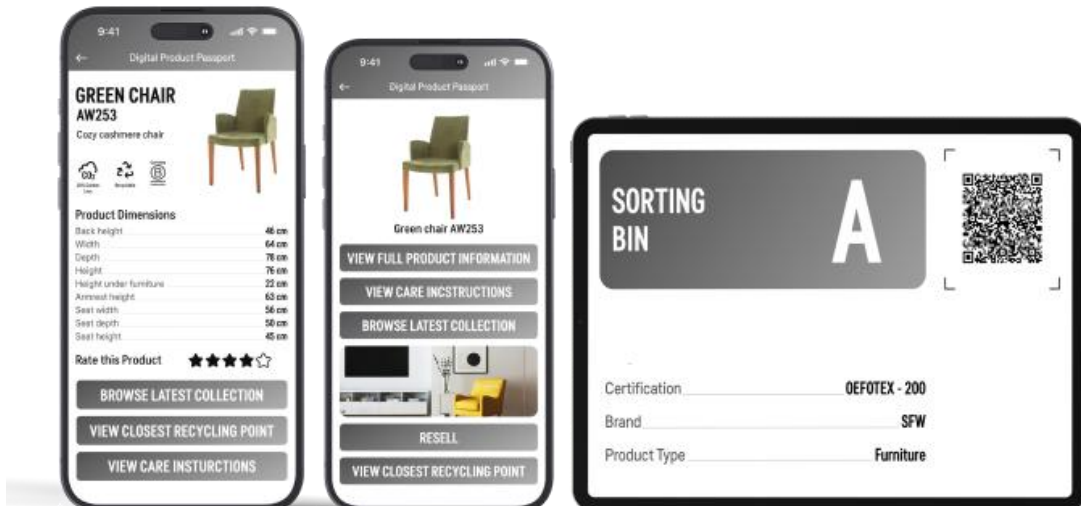 9:41
Digital Product Passport
GREEN CHAIR
AW253
Cozy cashmere chair
CO₂
Recyclable
B
Product Dimensions
Back height 46 cm
Width 64 cm
Depth 78 cm
Height 76 cm
Height under furniture 22 cm
Armrest height 63 cm
Seat width 56 cm
Seat depth 50 cm
Seat height 45 cm
Rate this Product
BROWSE LATEST COLLECTION
VIEW CLOSEST RECYCLING POINT
VIEW CARE INSTURCTIONS
9:41
Digital Product Passport
Green chair AW253
VIEW FULL PRODUCT INFORMATION
VIEW CARE INCSTRUCTIONS
BROWSE LATEST COLLECTION
RESELL
VIEW CLOSEST RECYCLING POINT
SORTING
BIN
A
Certification OEFOTEX - 200
Brand SFW
Product Type Furniture